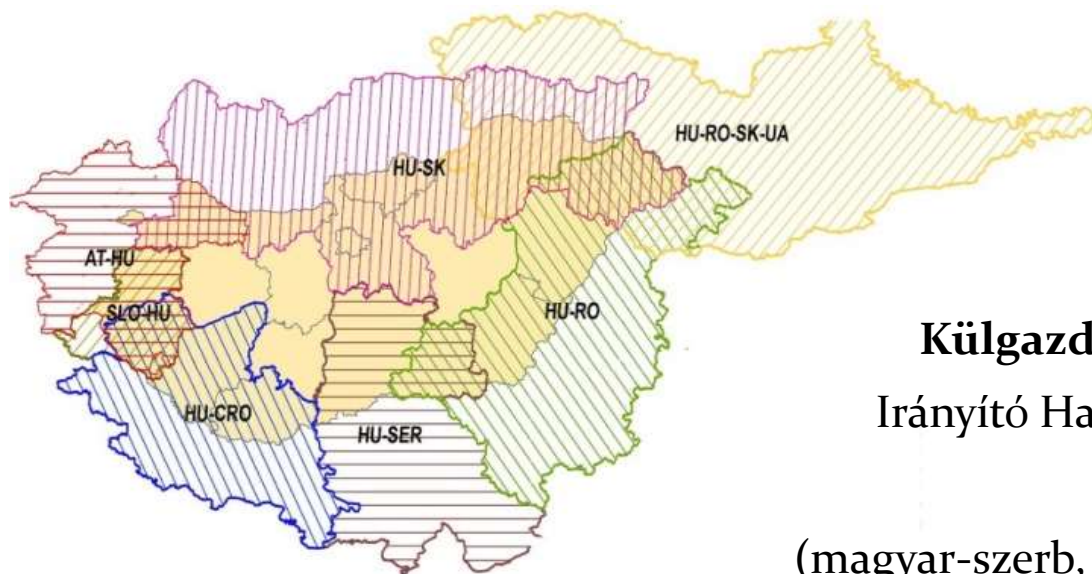 HU-RO-SK-UA
HU-SK
AT-HU
SLO-HU
HU-RO
HU-CRO
HU-SER
Külgazd
Irányító Ha
(magyar-szerb,